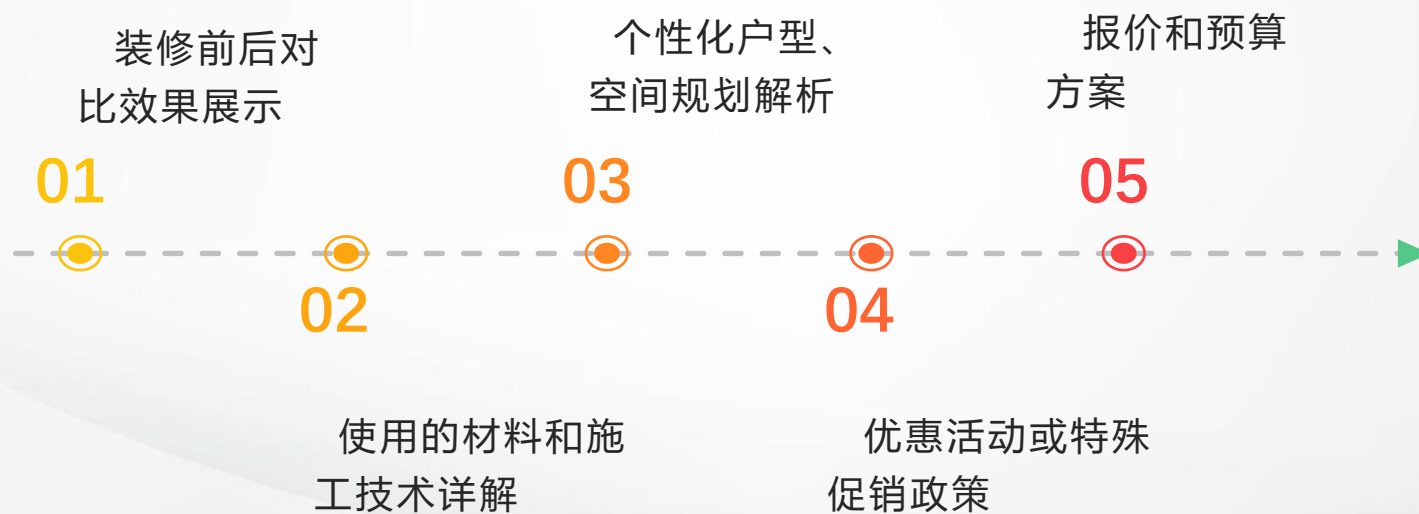 装修前后对
比效果展示
01
02
使用的材料和施
工技术详解
个性化户型、
空间规划解析
03
04
优惠活动或特殊
促销政策
报价和预算
方案
05